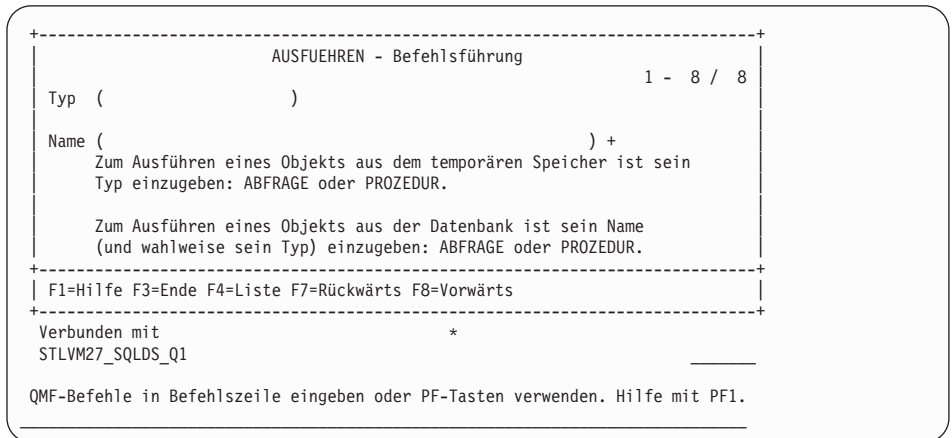 AUSFUEHREN - Befehlsführung
1 - 8 / 8
Typ ( )
Name ( ) +
Zum Ausführen eines Objekts aus dem temporären Speicher ist sein
Typ einzugeben: ABFRAGE oder PROZEDUR.
Zum Ausführen eines Objekts aus der Datenbank ist sein Name
(und wahlweise sein Typ) einzugeben: ABFRAGE oder PROZEDUR.
F1=Hilfe F3=Ende F4=Liste F7=Rückwärts F8=Vorwärts
Verbunden mit *
STLVM27_SQLDS_Q1
QMF-Befehle in Befehlszeile eingeben oder PF-Tasten verwenden. Hilfe mit PF1.